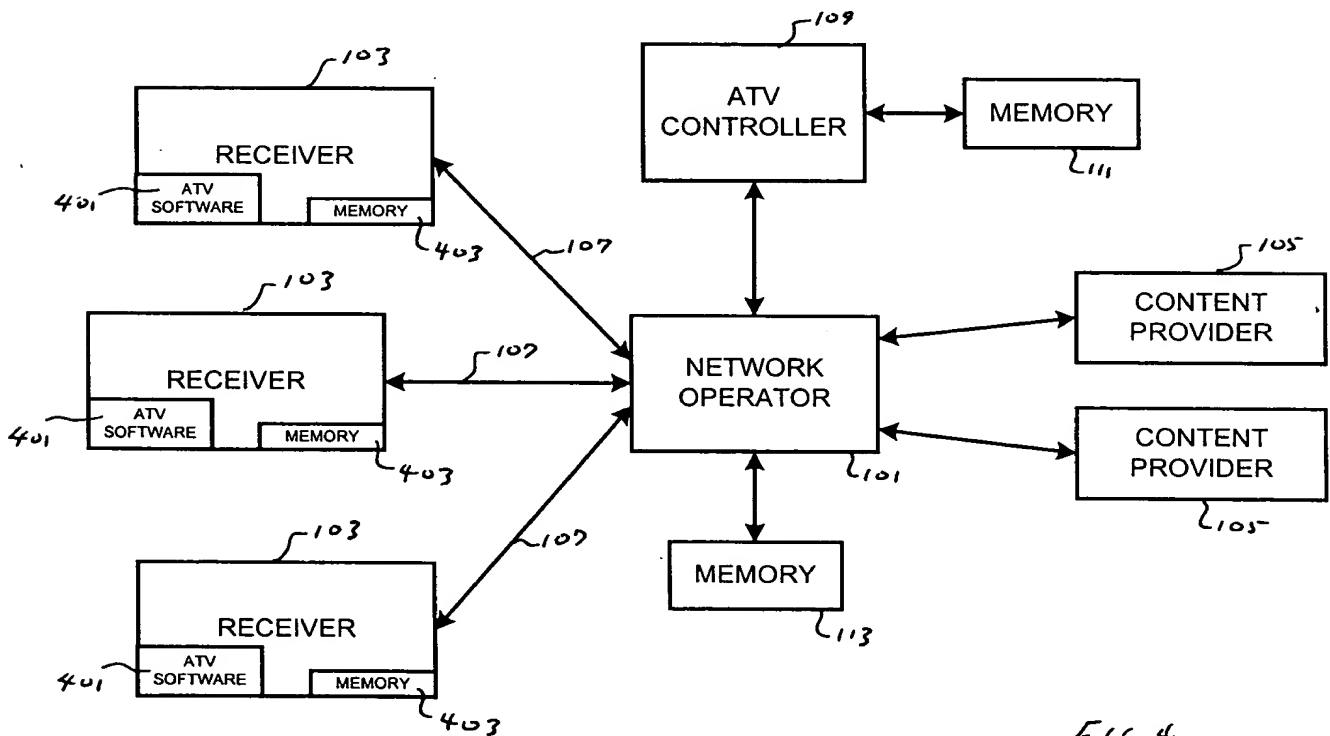 109
103
ATV
CONTROLLER
MEMORY
111
RECEIVER
401
ATV
SOFTWARE
MEMORY
403
107
103
RECEIVER
401
ATV
SOFTWARE
MEMORY
403
107
NETWORK
OPERATOR
101
105
CONTENT
PROVIDER
CONTENT
PROVIDER
105
103
RECEIVER
401
ATV
SOFTWARE
MEMORY
403
107
MEMORY
113
FIG. 4